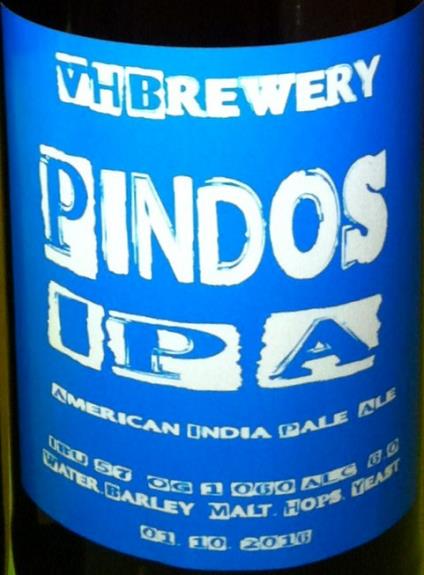 VHBREWERY
PINDOS
IPA
AMERICAN INDIA PALE ALE
IBU 57 OG 1 060 ALC 6,0
WATER, BARLEY MALT, HOPS, YEAST
01. 10. 2016